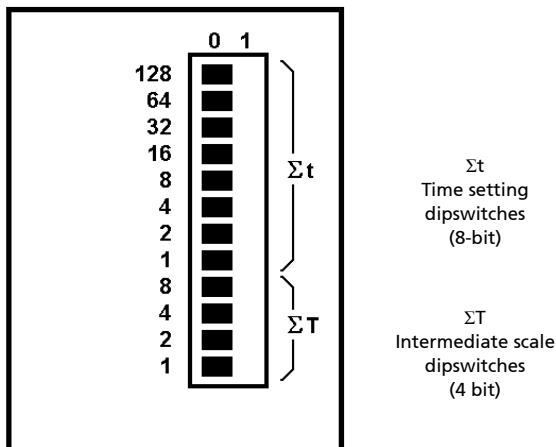 0 1
128
64
32
16
8
4
2
1
Σt
8
4
2
1
ΣT
Σt
Time setting
dipswitches
(8-bit)
ΣT
Intermediate scale
dipswitches
(4 bit)